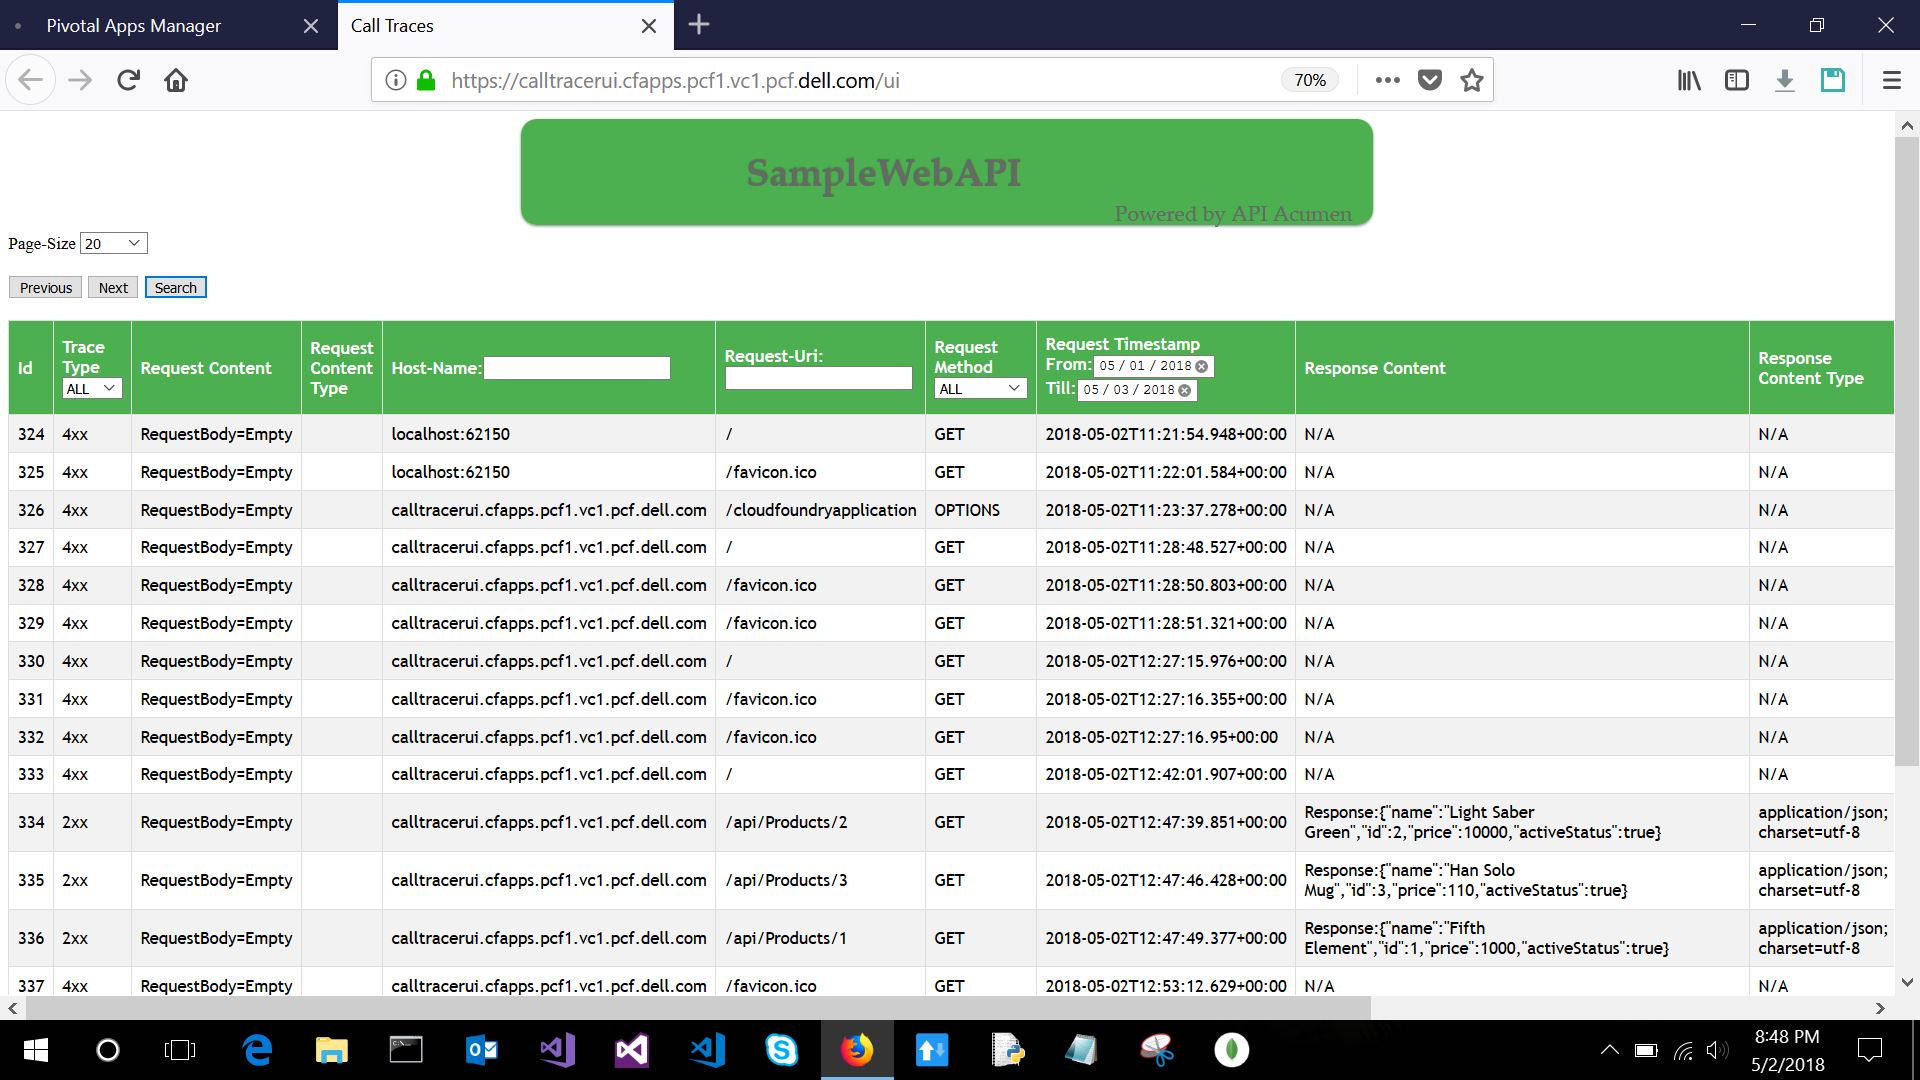 Pivotal Apps Manager
Call Traces
https://calltracerui.cfapps.pcf1.vc1.pcf.dell.com/ui
70%
SampleWebAPI
Powered by API Acumen
Page-Size 20
Previous Next Search
Id Trace Type ALL Request Content Request Content Type Host-Name: Request-Uri: Request Method ALL Request Timestamp From: 05 / 01 / 2018 Till: 05 / 03 / 2018 Response Content Response Content Type
324 4xx RequestBody=Empty localhost:62150 / GET 2018-05-02T11:21:54.948+00:00 N/A N/A
325 4xx RequestBody=Empty localhost:62150 /favicon.ico GET 2018-05-02T11:22:01.584+00:00 N/A N/A
326 4xx RequestBody=Empty calltracerui.cfapps.pcf1.vc1.pcf.dell.com /cloudfoundryapplication OPTIONS 2018-05-02T11:23:37.278+00:00 N/A N/A
327 4xx RequestBody=Empty calltracerui.cfapps.pcf1.vc1.pcf.dell.com / GET 2018-05-02T11:28:48.527+00:00 N/A N/A
328 4xx RequestBody=Empty calltracerui.cfapps.pcf1.vc1.pcf.dell.com /favicon.ico GET 2018-05-02T11:28:50.803+00:00 N/A N/A
329 4xx RequestBody=Empty calltracerui.cfapps.pcf1.vc1.pcf.dell.com /favicon.ico GET 2018-05-02T11:28:51.321+00:00 N/A N/A
330 4xx RequestBody=Empty calltracerui.cfapps.pcf1.vc1.pcf.dell.com / GET 2018-05-02T12:27:15.976+00:00 N/A N/A
331 4xx RequestBody=Empty calltracerui.cfapps.pcf1.vc1.pcf.dell.com /favicon.ico GET 2018-05-02T12:27:16.355+00:00 N/A N/A
332 4xx RequestBody=Empty calltracerui.cfapps.pcf1.vc1.pcf.dell.com /favicon.ico GET 2018-05-02T12:27:16.95+00:00 N/A N/A
333 4xx RequestBody=Empty calltracerui.cfapps.pcf1.vc1.pcf.dell.com / GET 2018-05-02T12:42:01.907+00:00 N/A N/A
334 2xx RequestBody=Empty calltracerui.cfapps.pcf1.vc1.pcf.dell.com /api/Products/2 GET 2018-05-02T12:47:39.851+00:00 Response:{"name":"Light Saber Green","id":2,"price":10000,"activeStatus":true} application/json; charset=utf-8
335 2xx RequestBody=Empty calltracerui.cfapps.pcf1.vc1.pcf.dell.com /api/Products/3 GET 2018-05-02T12:47:46.428+00:00 Response:{"name":"Han Solo Mug","id":3,"price":110,"activeStatus":true} application/json; charset=utf-8
336 2xx RequestBody=Empty calltracerui.cfapps.pcf1.vc1.pcf.dell.com /api/Products/1 GET 2018-05-02T12:47:49.377+00:00 Response:{"name":"Fifth Element","id":1,"price":1000,"activeStatus":true} application/json; charset=utf-8
337 4xx RequestBody=Empty calltracerui.cfapps.pcf1.vc1.pcf.dell.com /favicon.ico GET 2018-05-02T12:53:12.629+00:00 N/A N/A
8:48 PM
5/2/2018